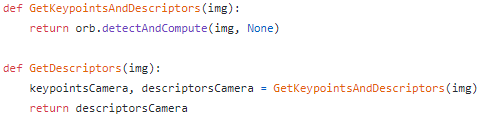 def GetKeypointsAndDescriptors(img):
    return orb.detectAndCompute(img, None)

def GetDescriptors(img):
    keypointsCamera, descriptorsCamera = GetKeypointsAndDescriptors(img)
    return descriptorsCamera